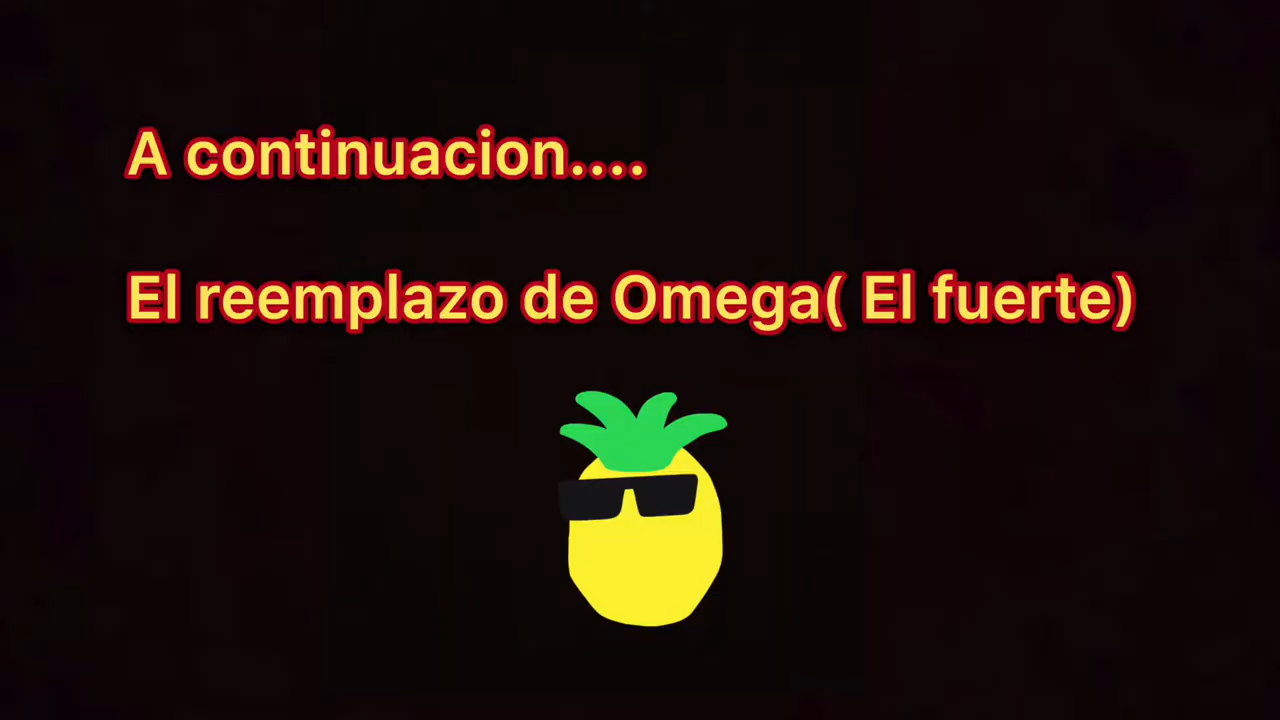 A continuacion....
El reemplazo de Omega( El fuerte)